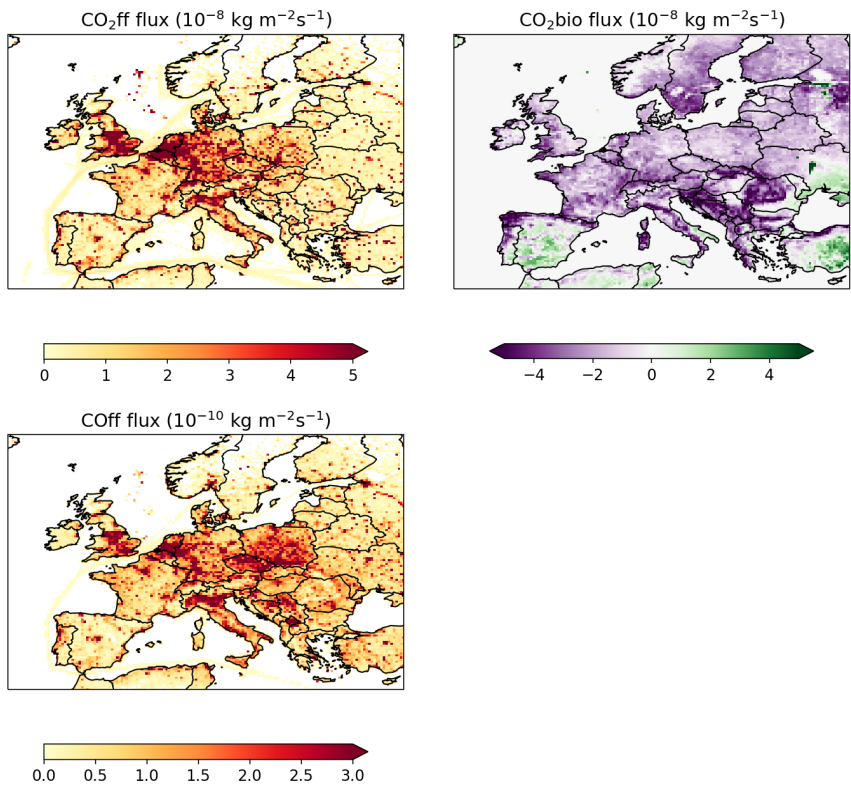 CO₂ff flux (10⁻⁸ kg m⁻²s⁻¹)
CO₂bio flux (10⁻⁸ kg m⁻²s⁻¹)
0 1 2 3 4 5
−4 −2 0 2 4
COff flux (10⁻¹⁰ kg m⁻²s⁻¹)
0.0 0.5 1.0 1.5 2.0 2.5 3.0